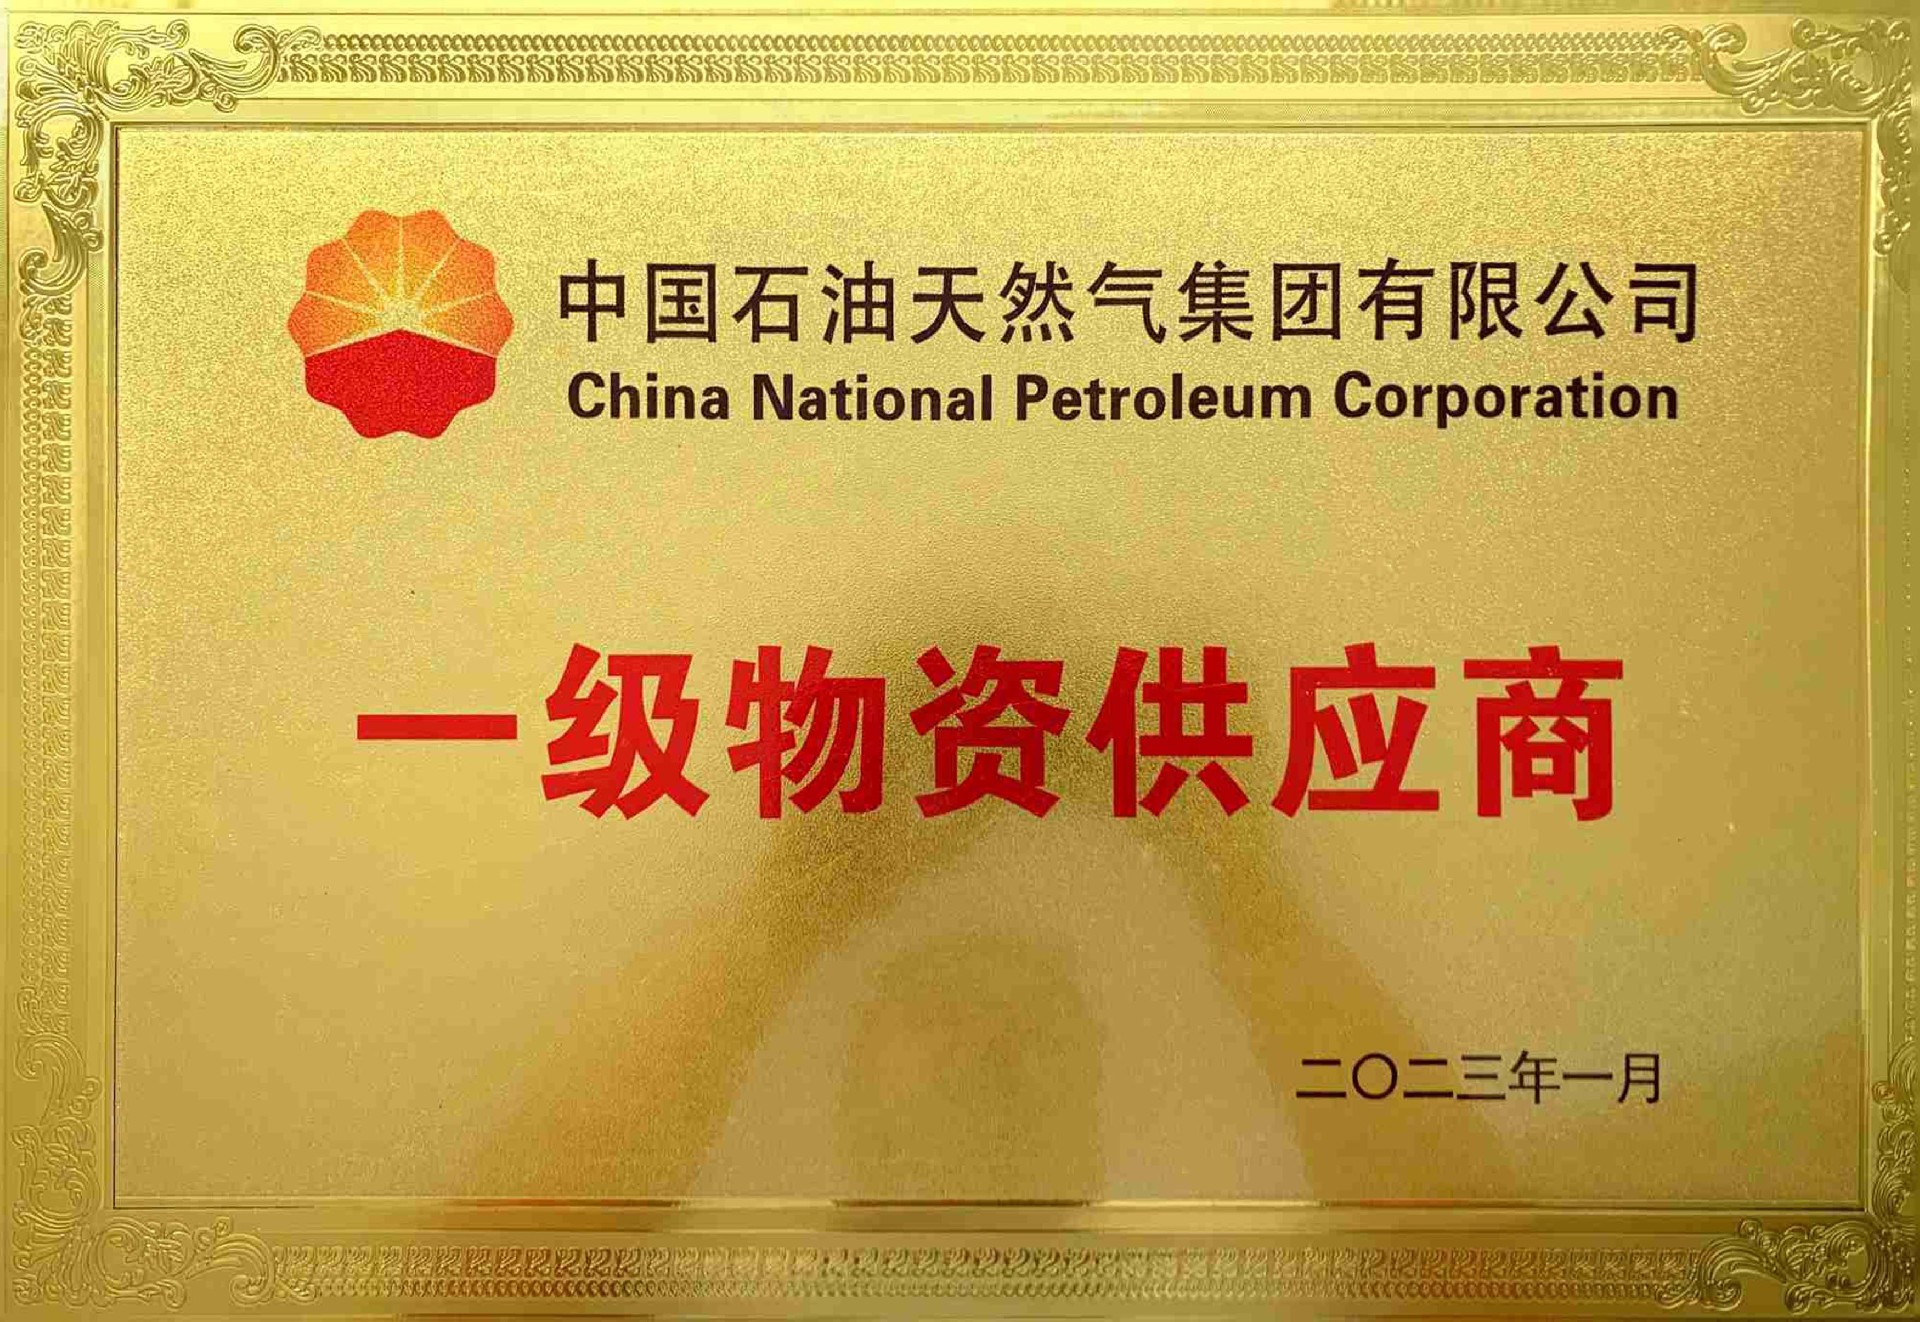 中国石油天然气集团有限公司
China National Petroleum Corporation
一级物资供应商
二〇二三年一月